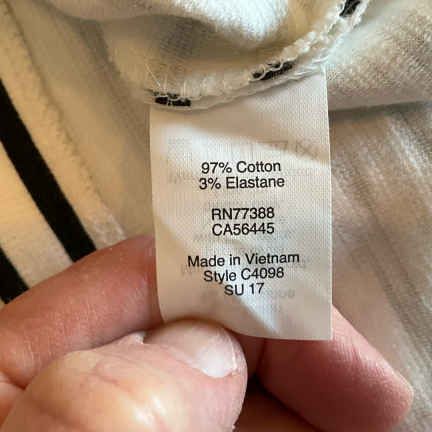 97% Cotton
3% Elastane
RN77388
CA56445
Made in Vietnam
Style C4098
SU 17